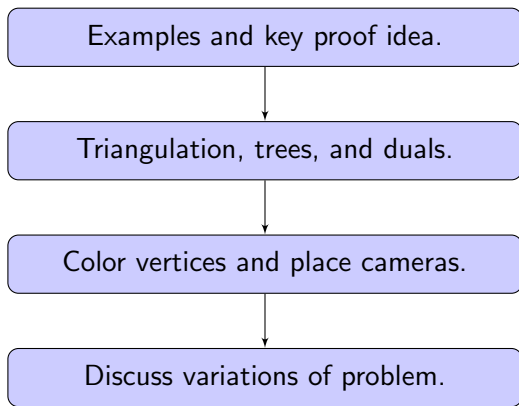 Examples and key proof idea.
Triangulation, trees, and duals.
Color vertices and place cameras.
Discuss variations of problem.